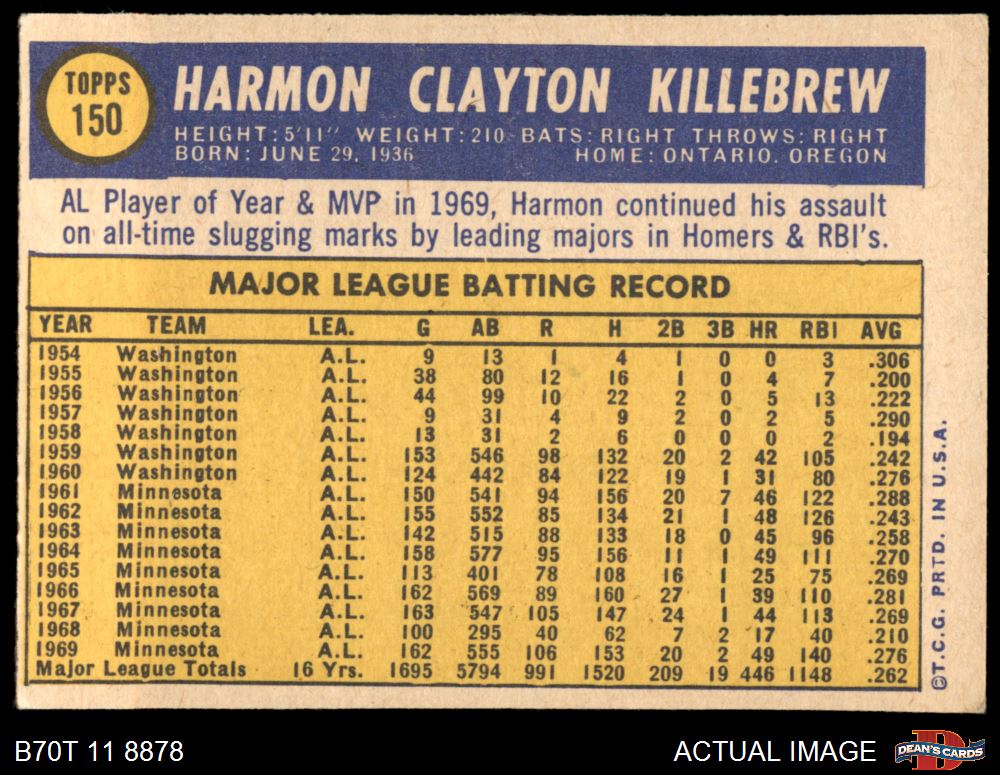 TOPPS
150
HARMON CLAYTON KILLEBREW
HEIGHT: 5'11" WEIGHT: 210 BATS: RIGHT THROWS: RIGHT
BORN: JUNE 29, 1936 HOME: ONTARIO, OREGON
AL Player of Year & MVP in 1969, Harmon continued his assault
on all-time slugging marks by leading majors in Homers & RBI's.
MAJOR LEAGUE BATTING RECORD
YEAR TEAM LEA. G AB R H 2B 3B HR RBI AVG
1954 Washington A.L. 9 13 1 4 1 0 0 3 .306
1955 Washington A.L. 38 80 12 16 1 0 4 7 .200
1956 Washington A.L. 44 99 10 22 2 0 5 13 .222
1957 Washington A.L. 9 31 4 9 2 0 2 5 .290
1958 Washington A.L. 13 31 2 6 0 0 0 2 .194
1959 Washington A.L. 153 546 98 132 20 2 42 105 .242
1960 Washington A.L. 124 442 84 122 19 1 31 80 .276
1961 Minnesota A.L. 150 541 94 156 20 7 46 122 .288
1962 Minnesota A.L. 155 552 85 134 21 1 48 126 .243
1963 Minnesota A.L. 142 515 88 133 18 0 45 96 .258
1964 Minnesota A.L. 158 577 95 156 11 1 49 111 .270
1965 Minnesota A.L. 113 401 78 108 16 1 25 75 .269
1966 Minnesota A.L. 162 569 89 160 27 1 39 110 .281
1967 Minnesota A.L. 163 547 105 147 24 1 44 113 .269
1968 Minnesota A.L. 100 295 40 62 7 2 17 40 .210
1969 Minnesota A.L. 162 555 106 153 20 2 49 140 .276
Major League Totals 16 Yrs. 1695 5794 991 1520 209 19 446 1148 .262
©T.C.G. PRTD. IN U.S.A.
B70T 11 8878
ACTUAL IMAGE
DEAN'S CARDS